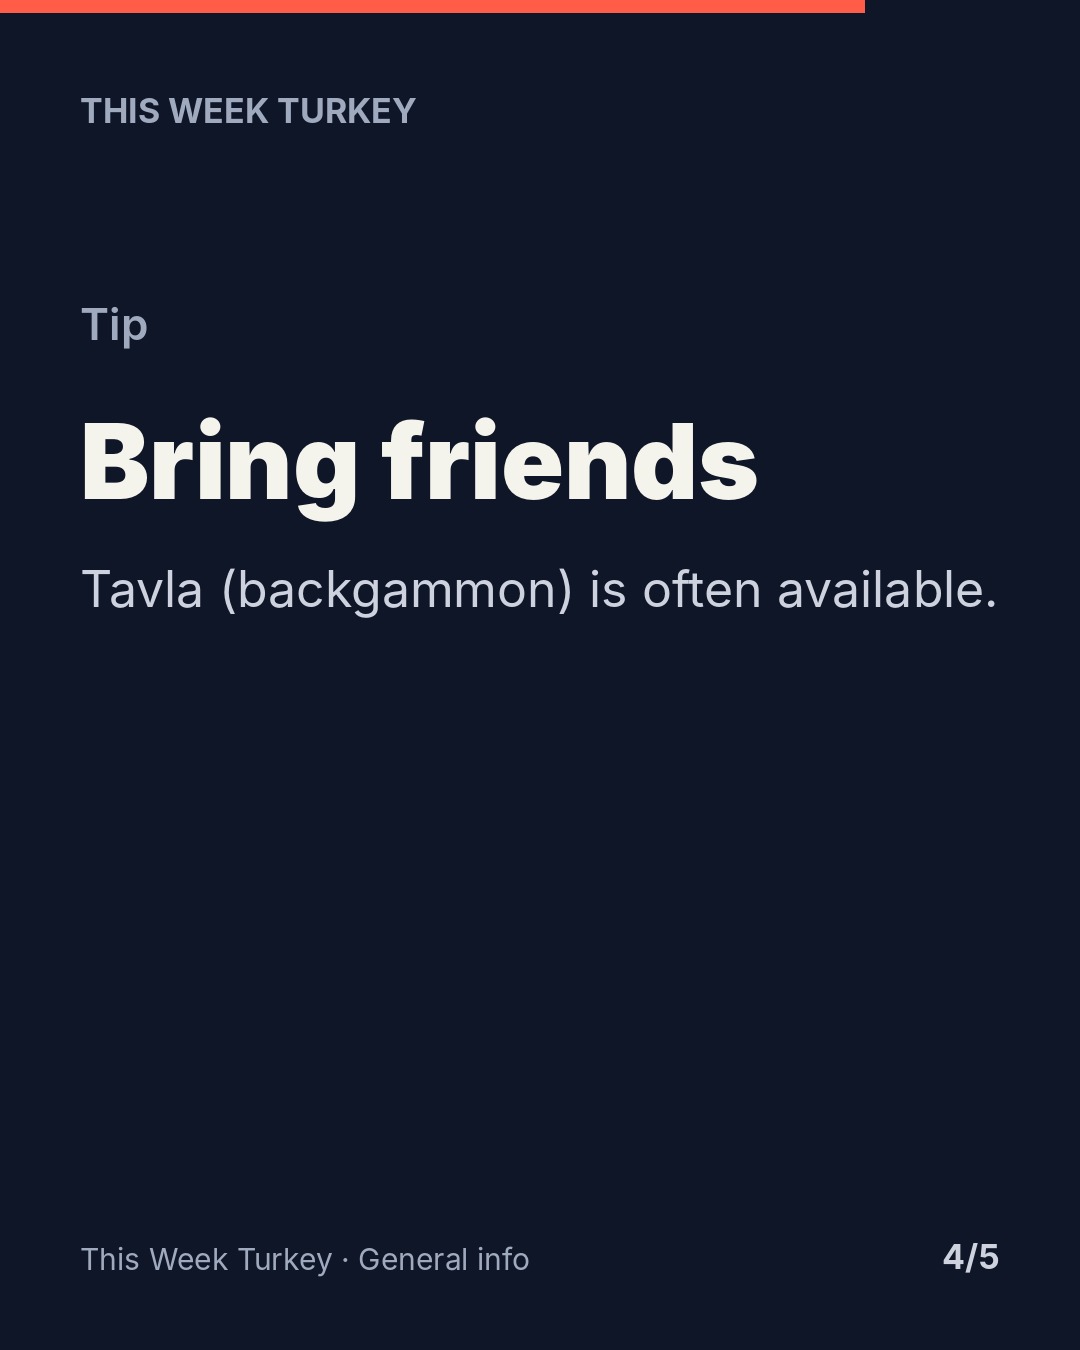 THIS WEEK TURKEY
Tip
Bring friends
Tavla (backgammon) is often available.
This Week Turkey · General info
4/5